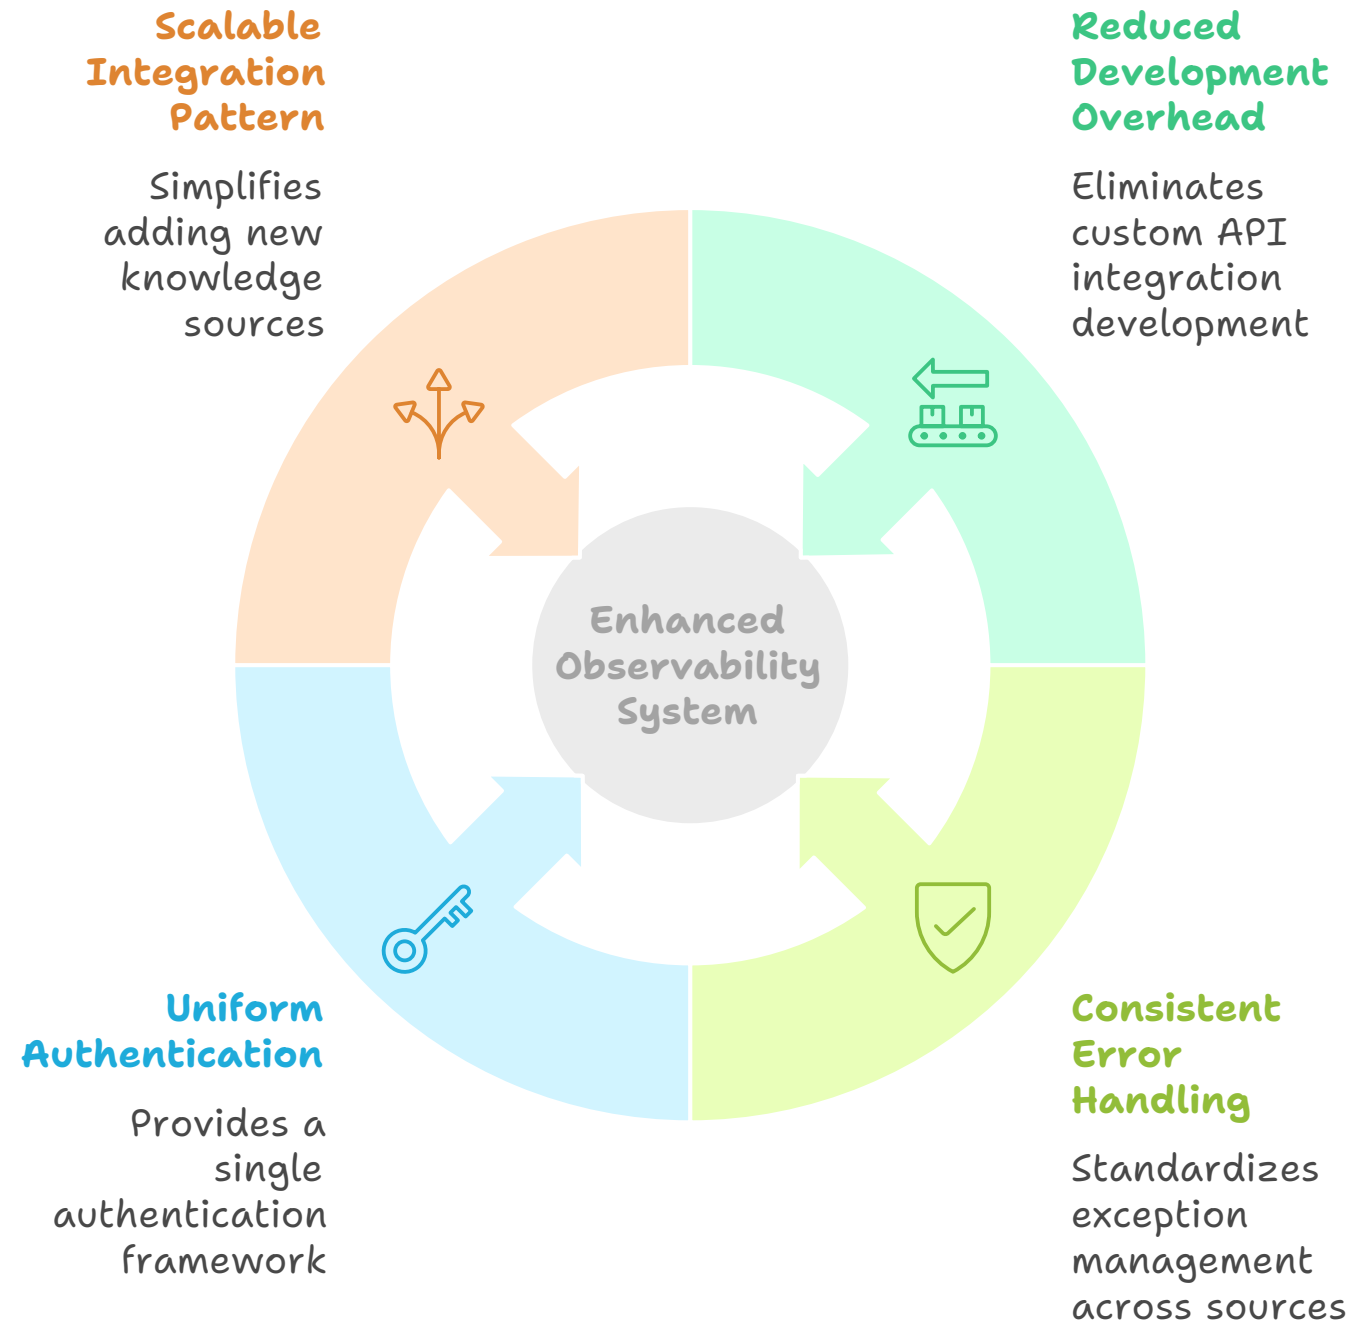 Scalable
Integration
Pattern
Simplifies
adding new
knowledge
sources
Reduced
Development
Overhead
Eliminates
custom API
integration
development
Enhanced
Observability
System
Uniform
Authentication
Provides a
single
authentication
framework
Consistent
Error
Handling
Standardizes
exception
management
across sources